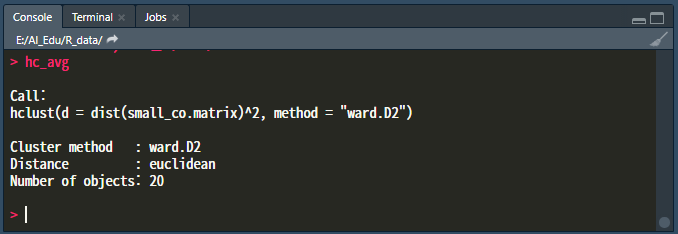 Console Terminal × Jobs ×
E:/AI_Edu/R_data/
> hc_avg
Call:
hclust(d = dist(small_co.matrix)^2, method = "ward.D2")
Cluster method   : ward.D2
Distance         : euclidean
Number of objects: 20
>